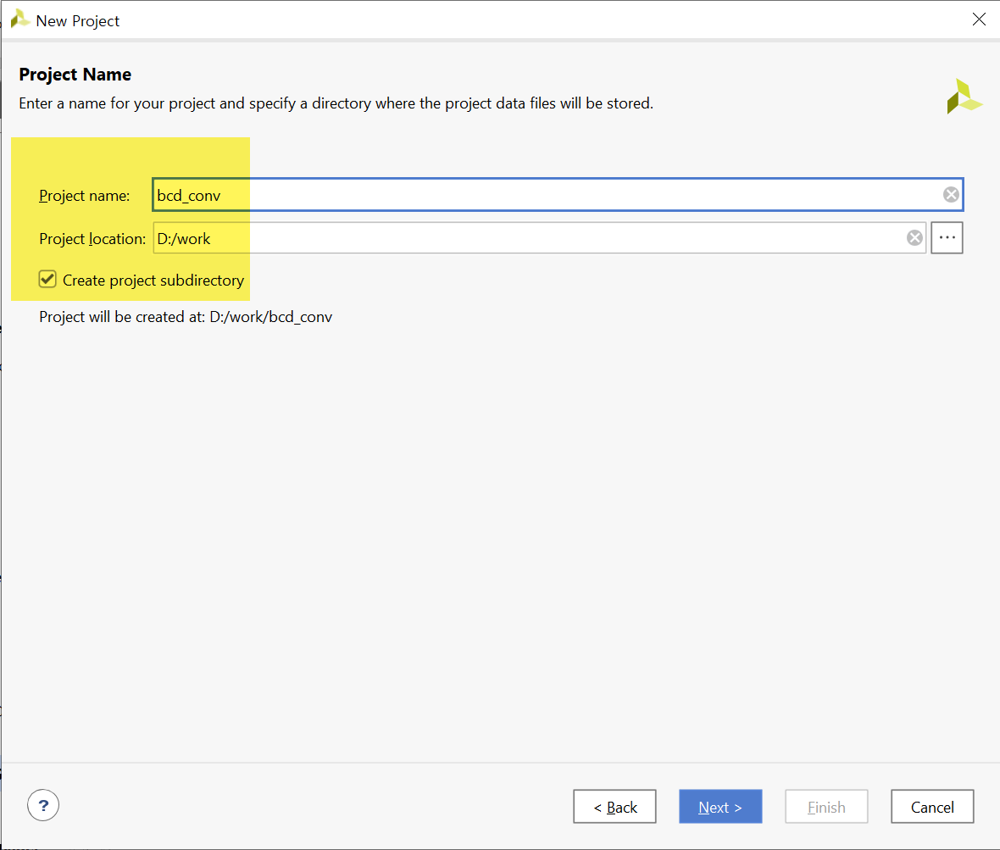 New Project
Project Name
Enter a name for your project and specify a directory where the project data files will be stored.
Project name: bcd_conv
Project location: D:/work
...
Create project subdirectory
Project will be created at: D:/work/bcd_conv
? < Back Next > Finish Cancel